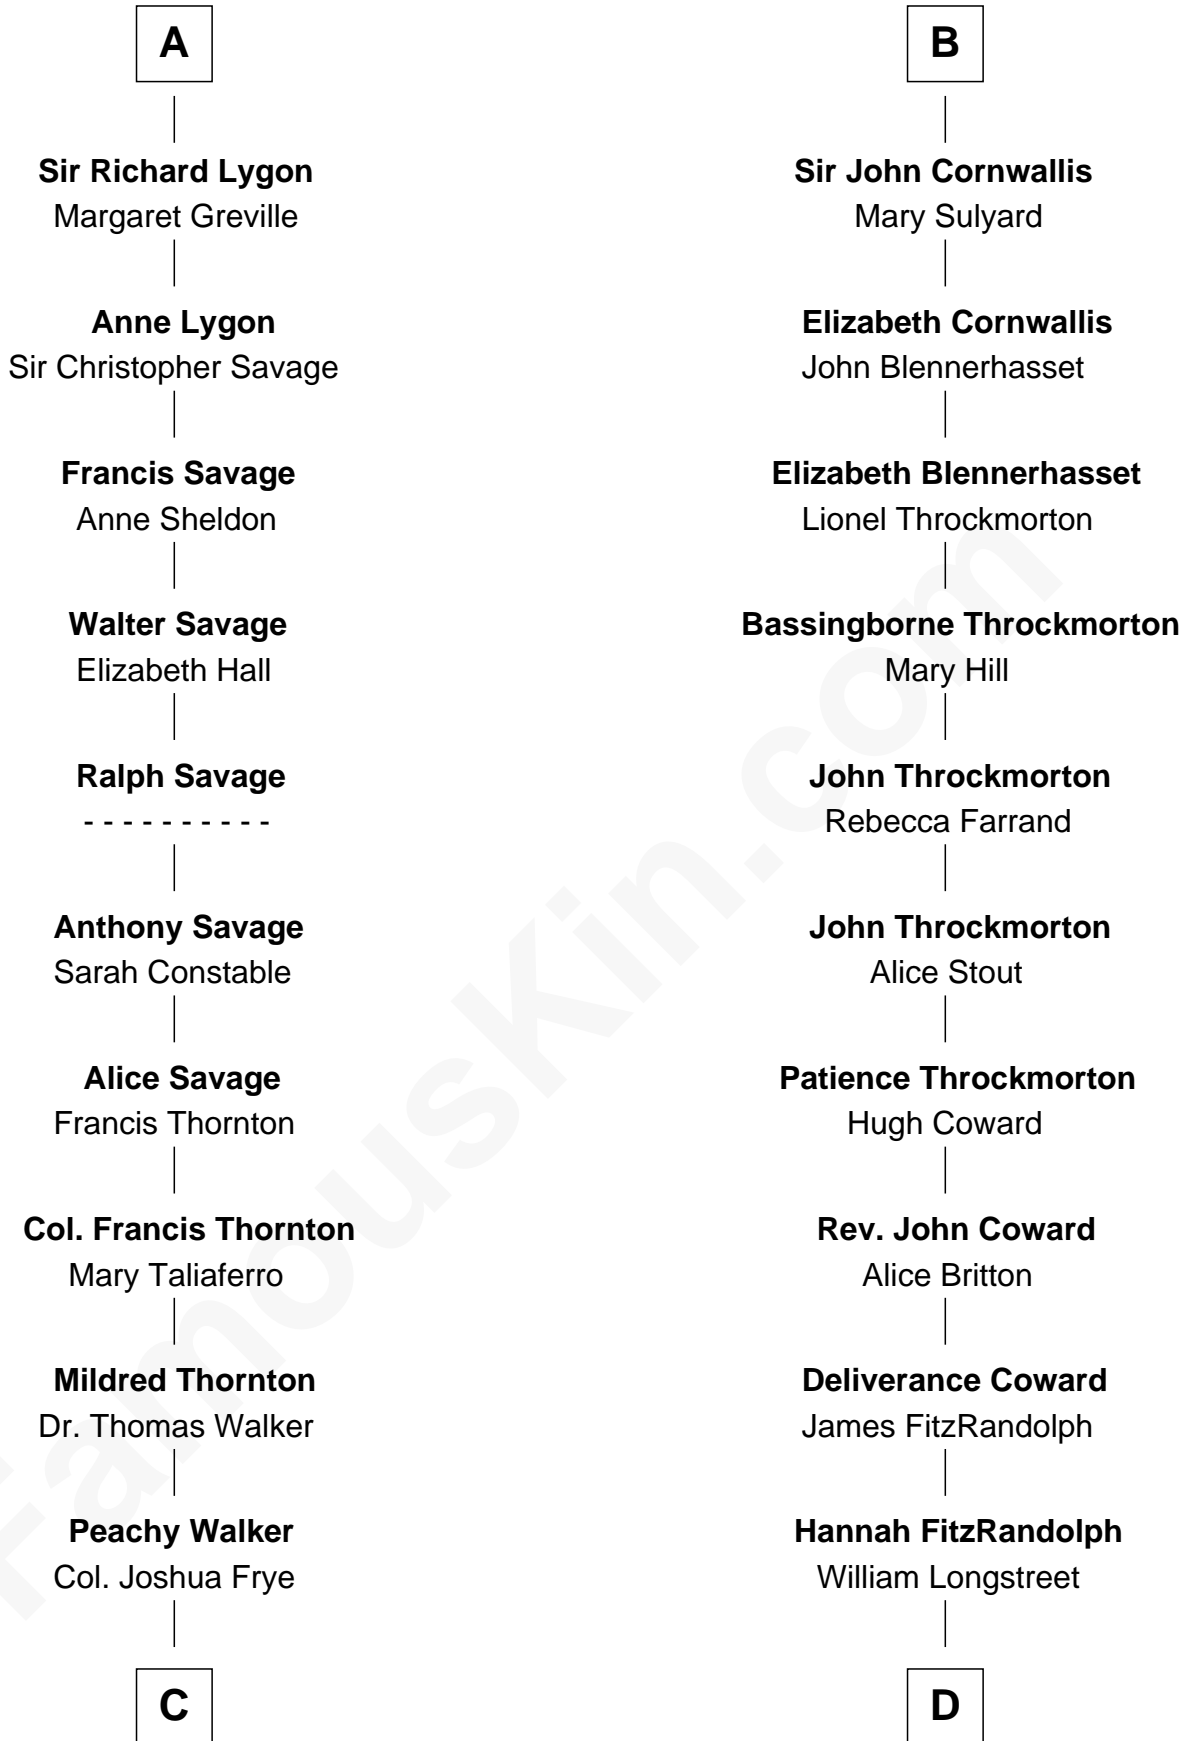 A
Sir Richard Lygon
Margaret Greville
Anne Lygon
Sir Christopher Savage
Francis Savage
Anne Sheldon
Walter Savage
Elizabeth Hall
Ralph Savage
- - - - - - - - - -
Anthony Savage
Sarah Constable
Alice Savage
Francis Thornton
Col. Francis Thornton
Mary Taliaferro
Mildred Thornton
Dr. Thomas Walker
Peachy Walker
Col. Joshua Frye
C
B
Sir John Cornwallis
Mary Sulyard
Elizabeth Cornwallis
John Blennerhasset
Elizabeth Blennerhasset
Lionel Throckmorton
Bassingborne Throckmorton
Mary Hill
John Throckmorton
Rebecca Farrand
John Throckmorton
Alice Stout
Patience Throckmorton
Hugh Coward
Rev. John Coward
Alice Britton
Deliverance Coward
James FitzRandolph
Hannah FitzRandolph
William Longstreet
D
FamousKin.com